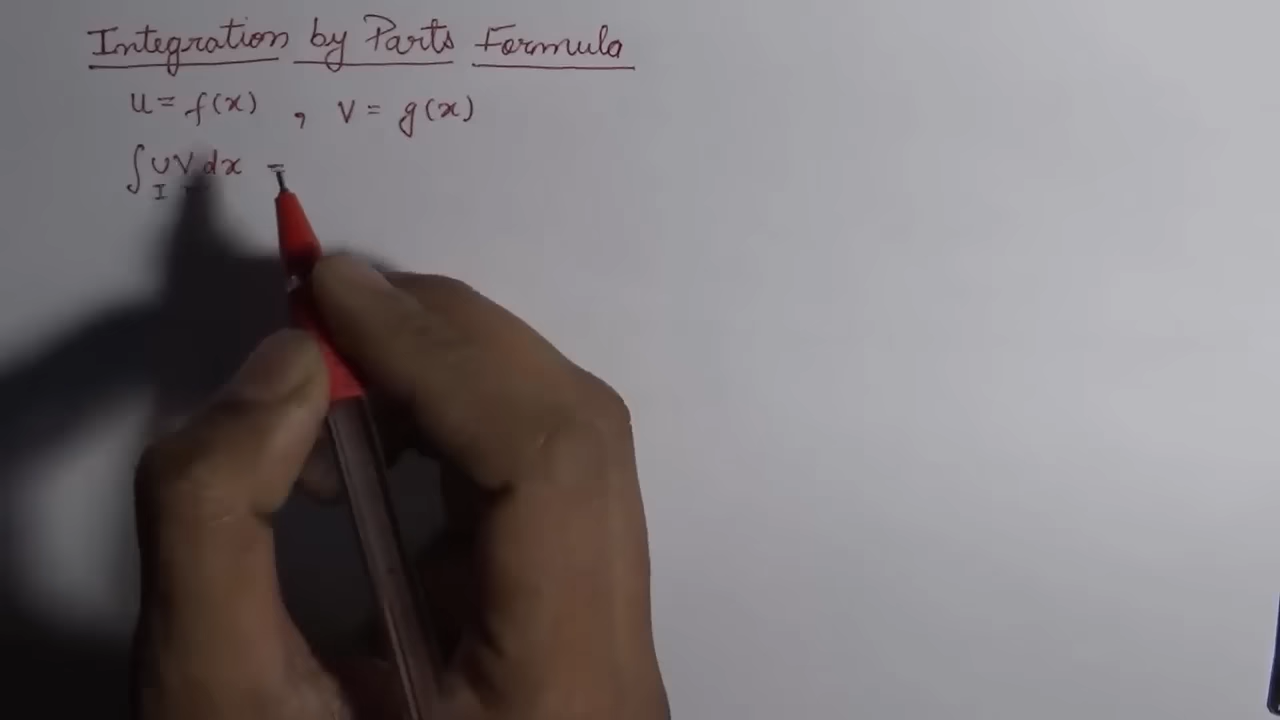 Integration by Parts Formula
u = f(x) , v = g(x)
∫UV dx =
I